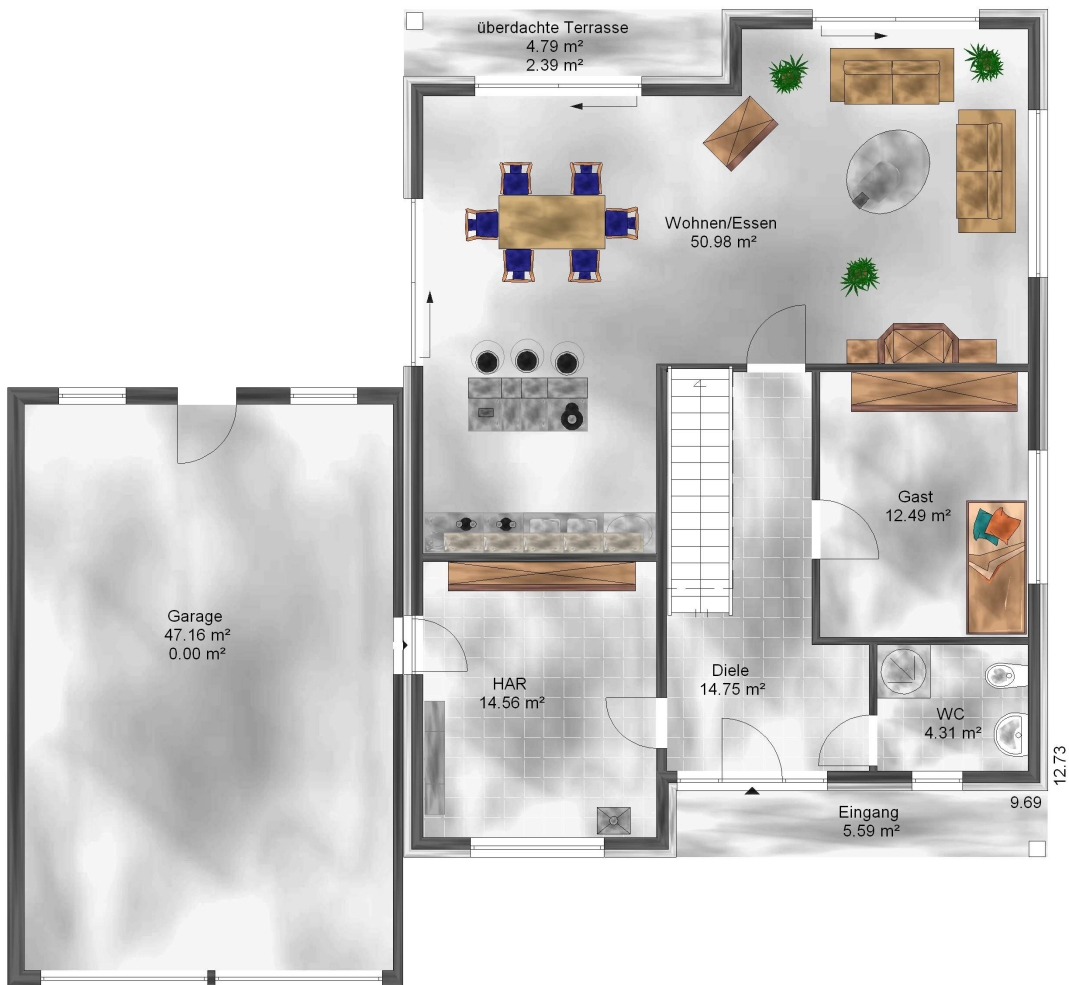 überdachte Terrasse
4.79 m²
2.39 m²
Wohnen/Essen
50.98 m²
Gast
12.49 m²
Garage
47.16 m²
0.00 m²
HAR
14.56 m²
Diele
14.75 m²
WC
4.31 m²
12.73
9.69
Eingang
5.59 m²